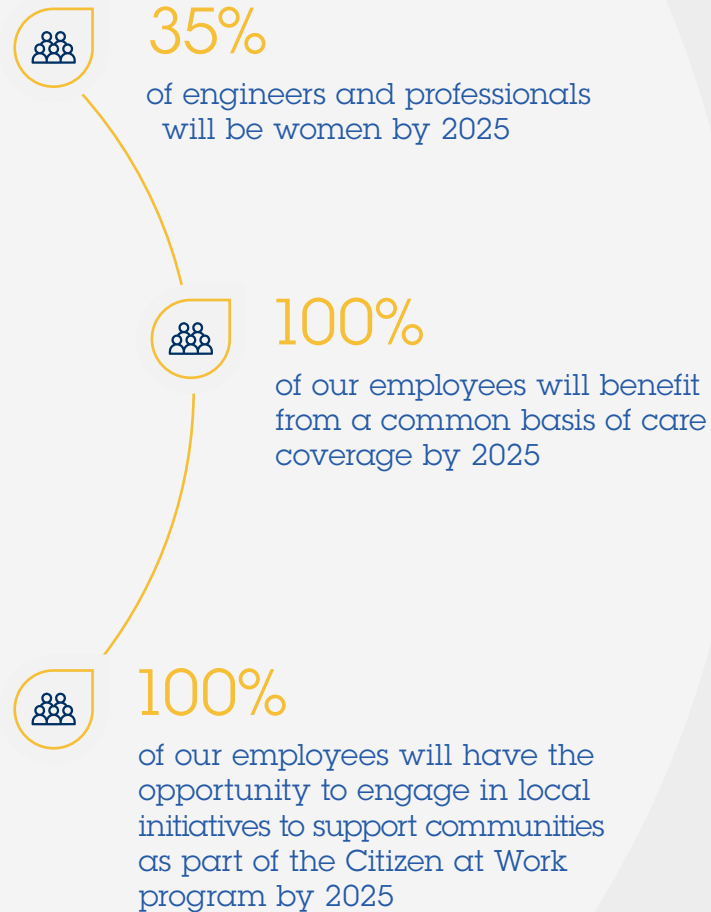 35%
of engineers and professionals
will be women by 2025
100%
of our employees will benefit
from a common basis of care
coverage by 2025
100%
of our employees will have the
opportunity to engage in local
initiatives to support communities
as part of the Citizen at Work
program by 2025